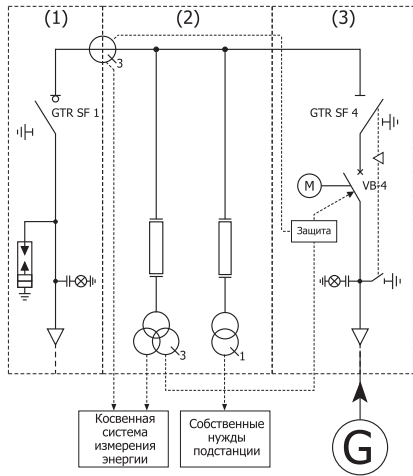 (1)
(2)
(3)
3
GTR SF 1
GTR SF 4
M
VB-4
Защита
3
1
Косвенная
система
измерения
энергии
Собственные
нужды
подстанции
G